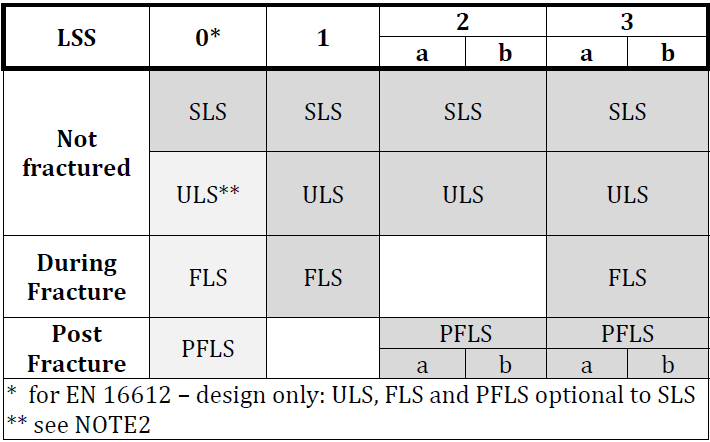 LSS 0* 1 2 3
a b a b
Not fractured SLS SLS SLS SLS
ULS** ULS ULS ULS
During Fracture FLS FLS FLS
Post Fracture PFLS PFLS PFLS
a b a b
* for EN 16612 – design only: ULS, FLS and PFLS optional to SLS
** see NOTE2